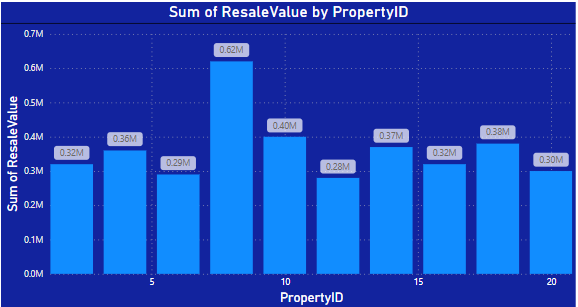 Sum of ResaleValue by PropertyID
Sum of ResaleValue
0.7M
0.6M
0.5M
0.4M
0.3M
0.2M
0.1M
0.0M
0.32M
0.36M
0.29M
0.62M
0.40M
0.28M
0.37M
0.32M
0.38M
0.30M
5
10
15
20
PropertyID